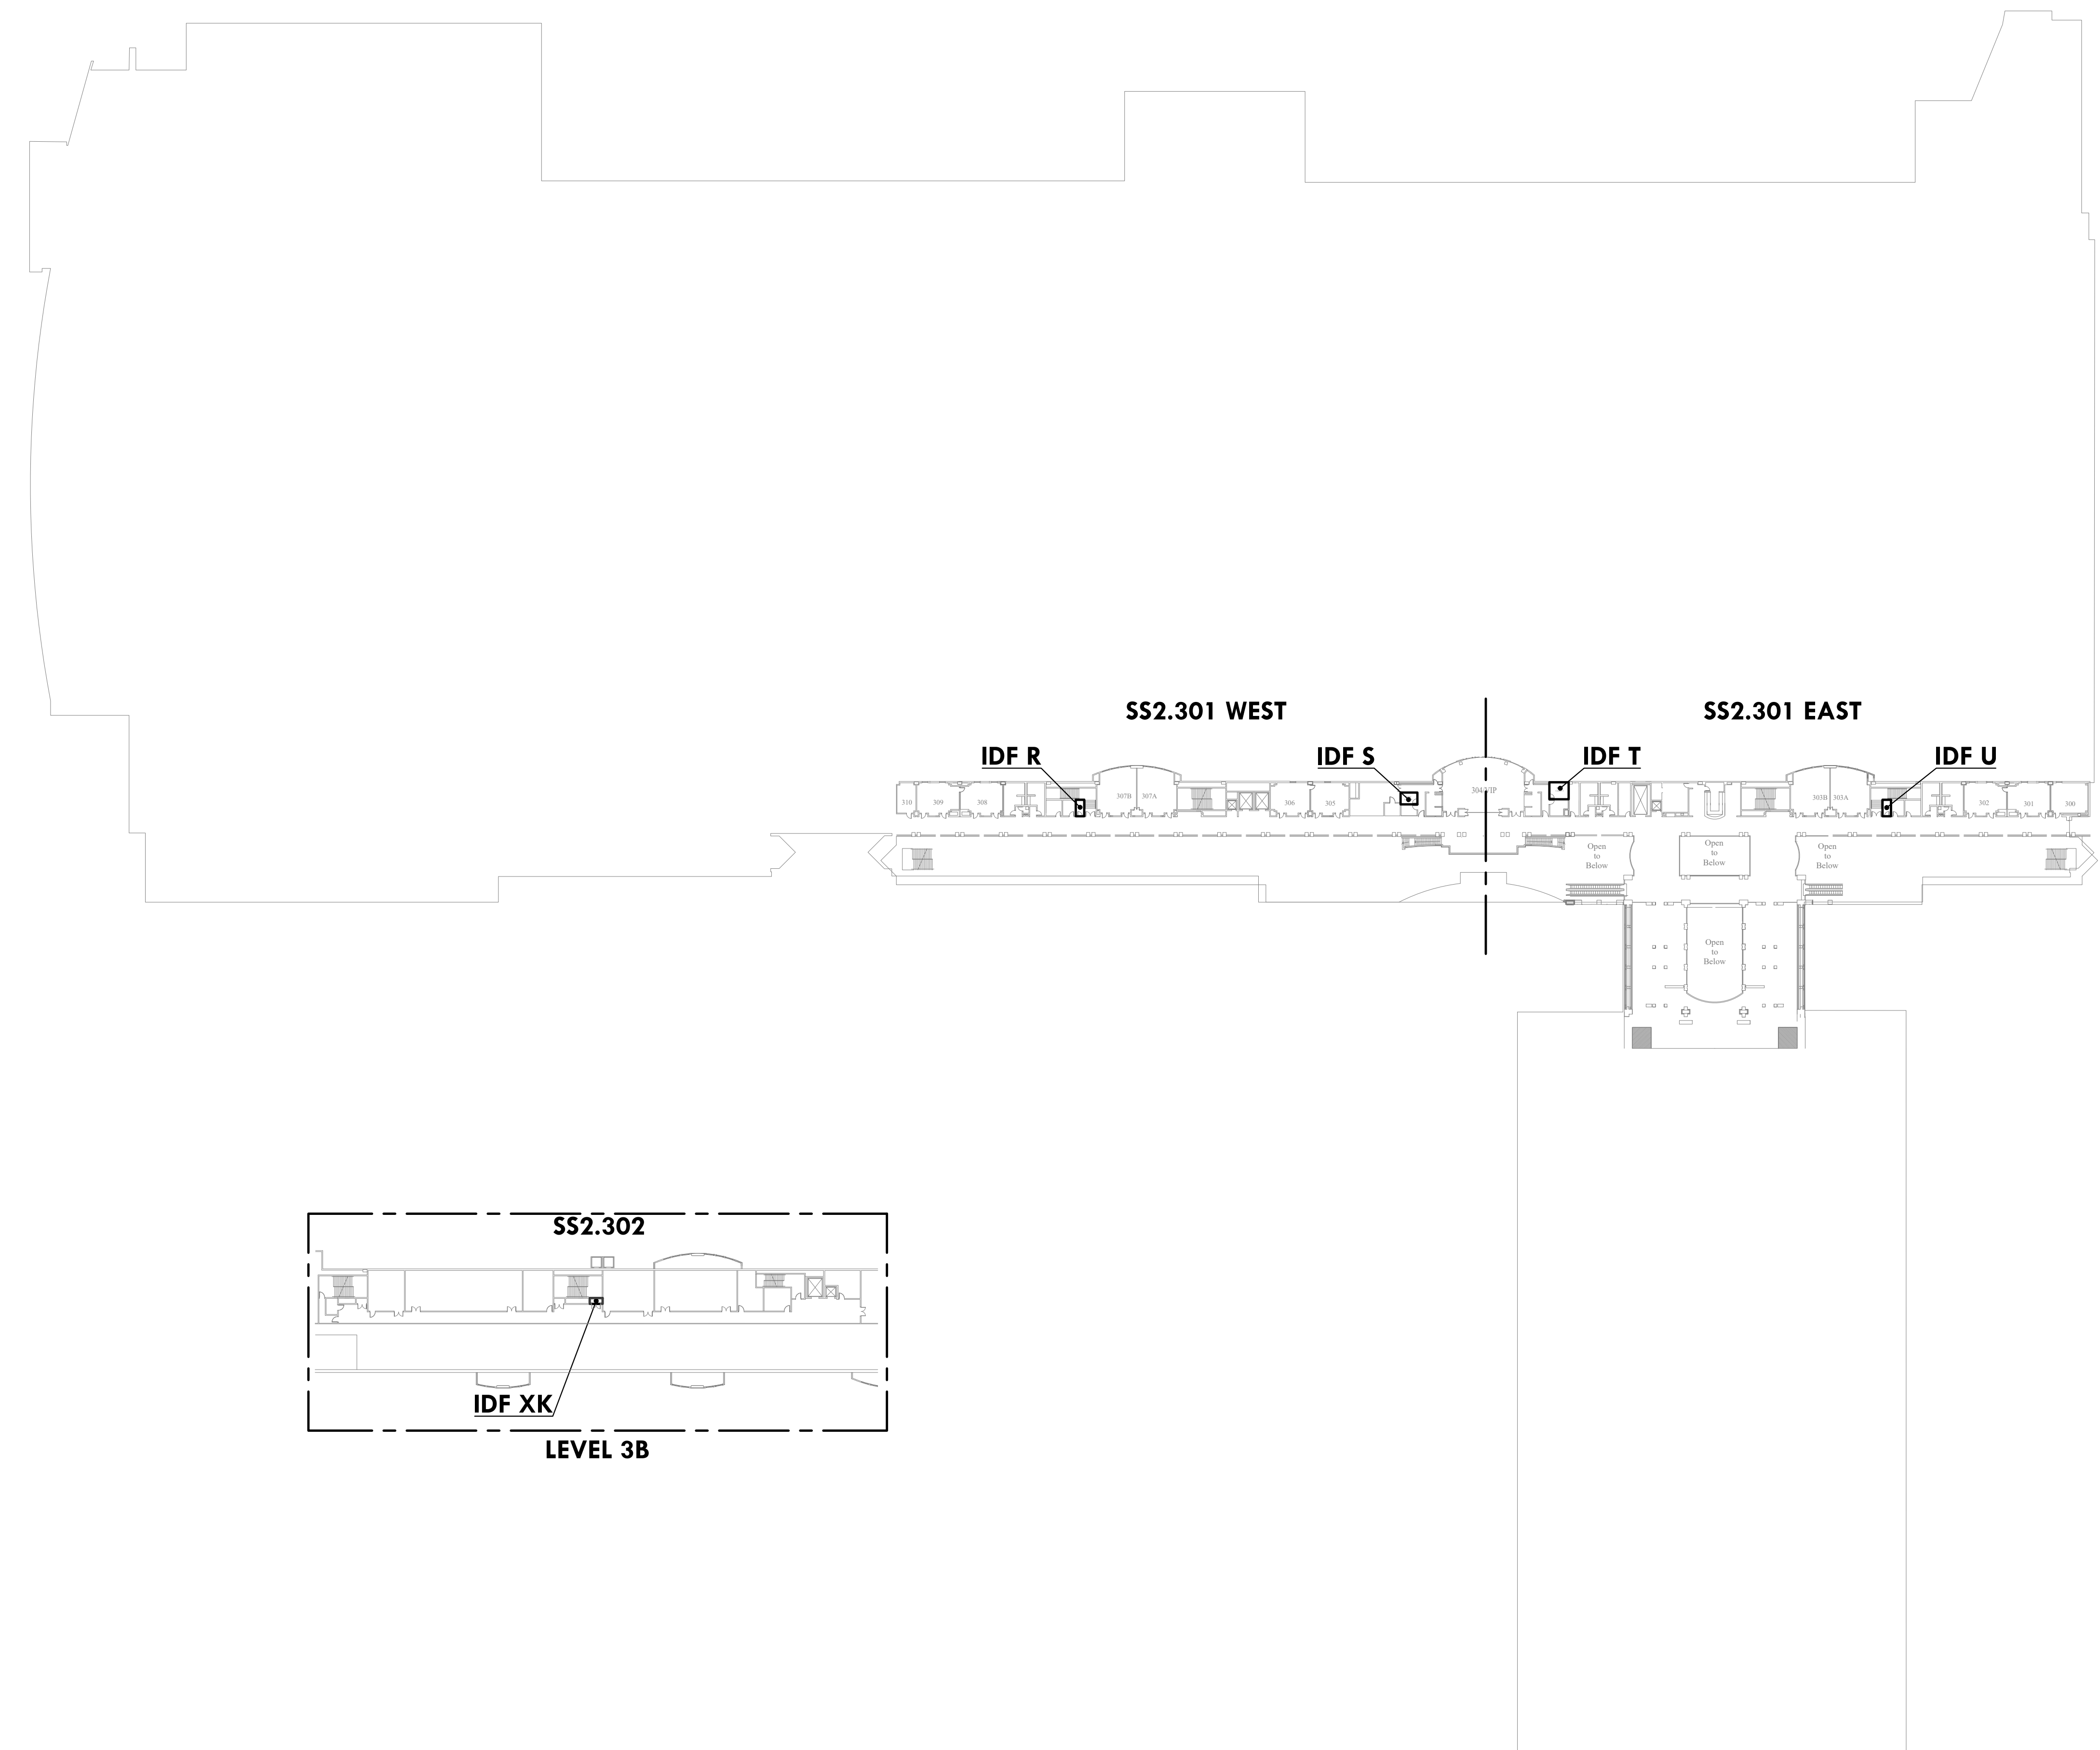 SS2.301 WEST
SS2.301 EAST
IDF R
IDF S
IDF T
IDF U
310
309
308
307B
307A
306
305
304/VIP
303B
303A
302
301
300
Open
to
Below
Open
to
Below
Open
to
Below
Open
to
Below
SS2.302
IDF XK
LEVEL 3B